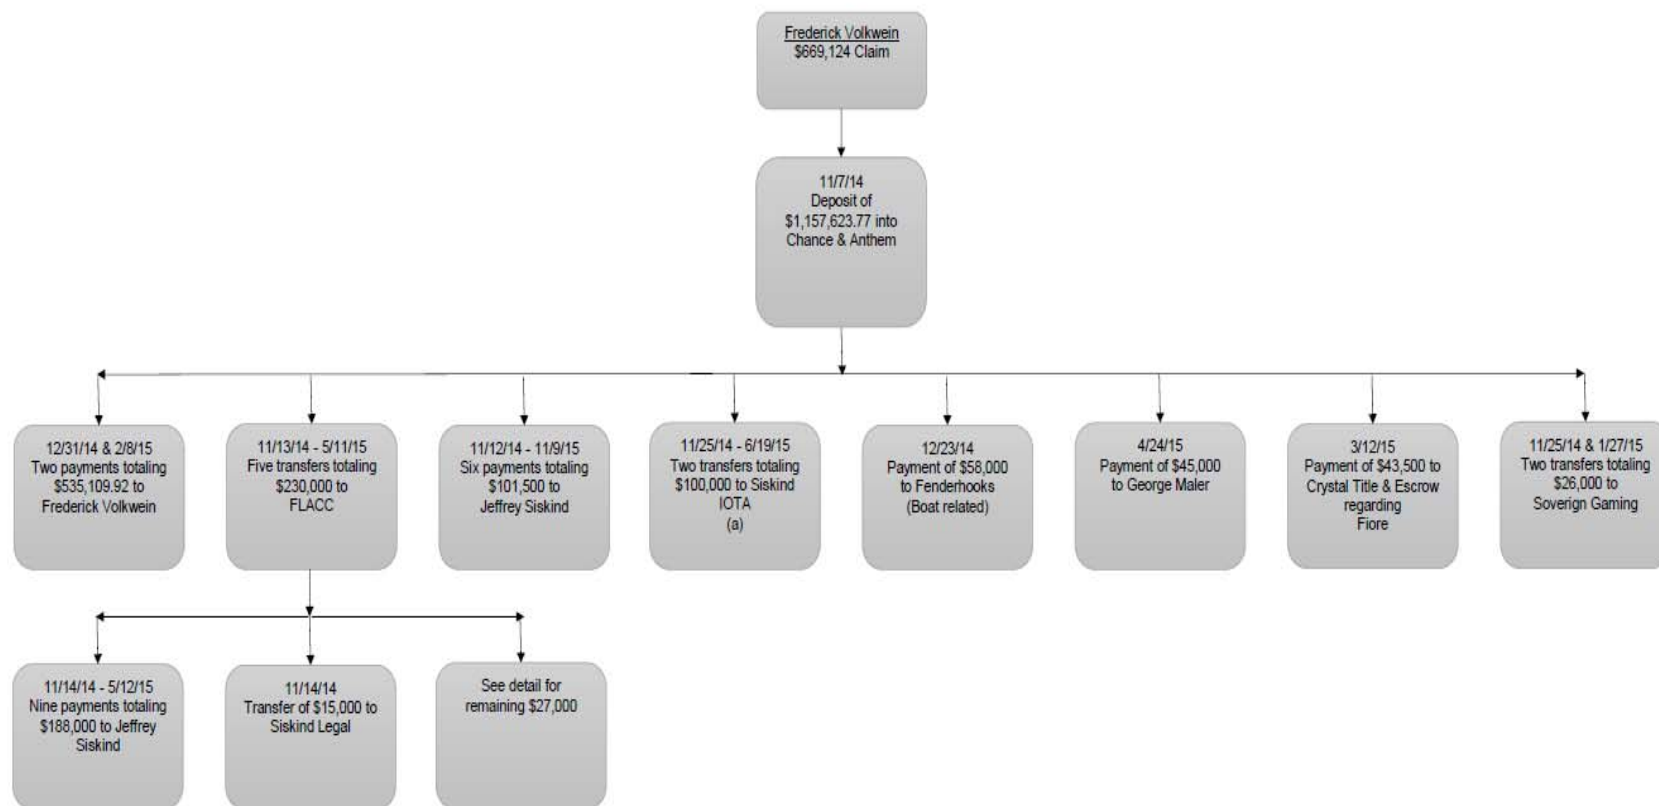 Frederick Volkwein
$669,124 Claim
11/7/14
Deposit of
$1,157,623.77 into
Chance & Anthem
12/31/14 & 2/8/15
Two payments totaling
$535,109.92 to
Frederick Volkwein
11/13/14 - 5/11/15
Five transfers totaling
$230,000 to
FLACC
11/12/14 - 11/9/15
Six payments totaling
$101,500 to
Jeffrey Siskind
11/25/14 - 6/19/15
Two transfers totaling
$100,000 to Siskind
IOTA
(a)
12/23/14
Payment of $58,000
to Fenderhooks
(Boat related)
4/24/15
Payment of $45,000
to George Maler
3/12/15
Payment of $43,500 to
Crystal Title & Escrow
regarding
Fiore
11/25/14 & 1/27/15
Two transfers totaling
$26,000 to
Soverign Gaming
11/14/14 - 5/12/15
Nine payments totaling
$188,000 to Jeffrey
Siskind
11/14/14
Transfer of $15,000 to
Siskind Legal
See detail for
remaining $27,000